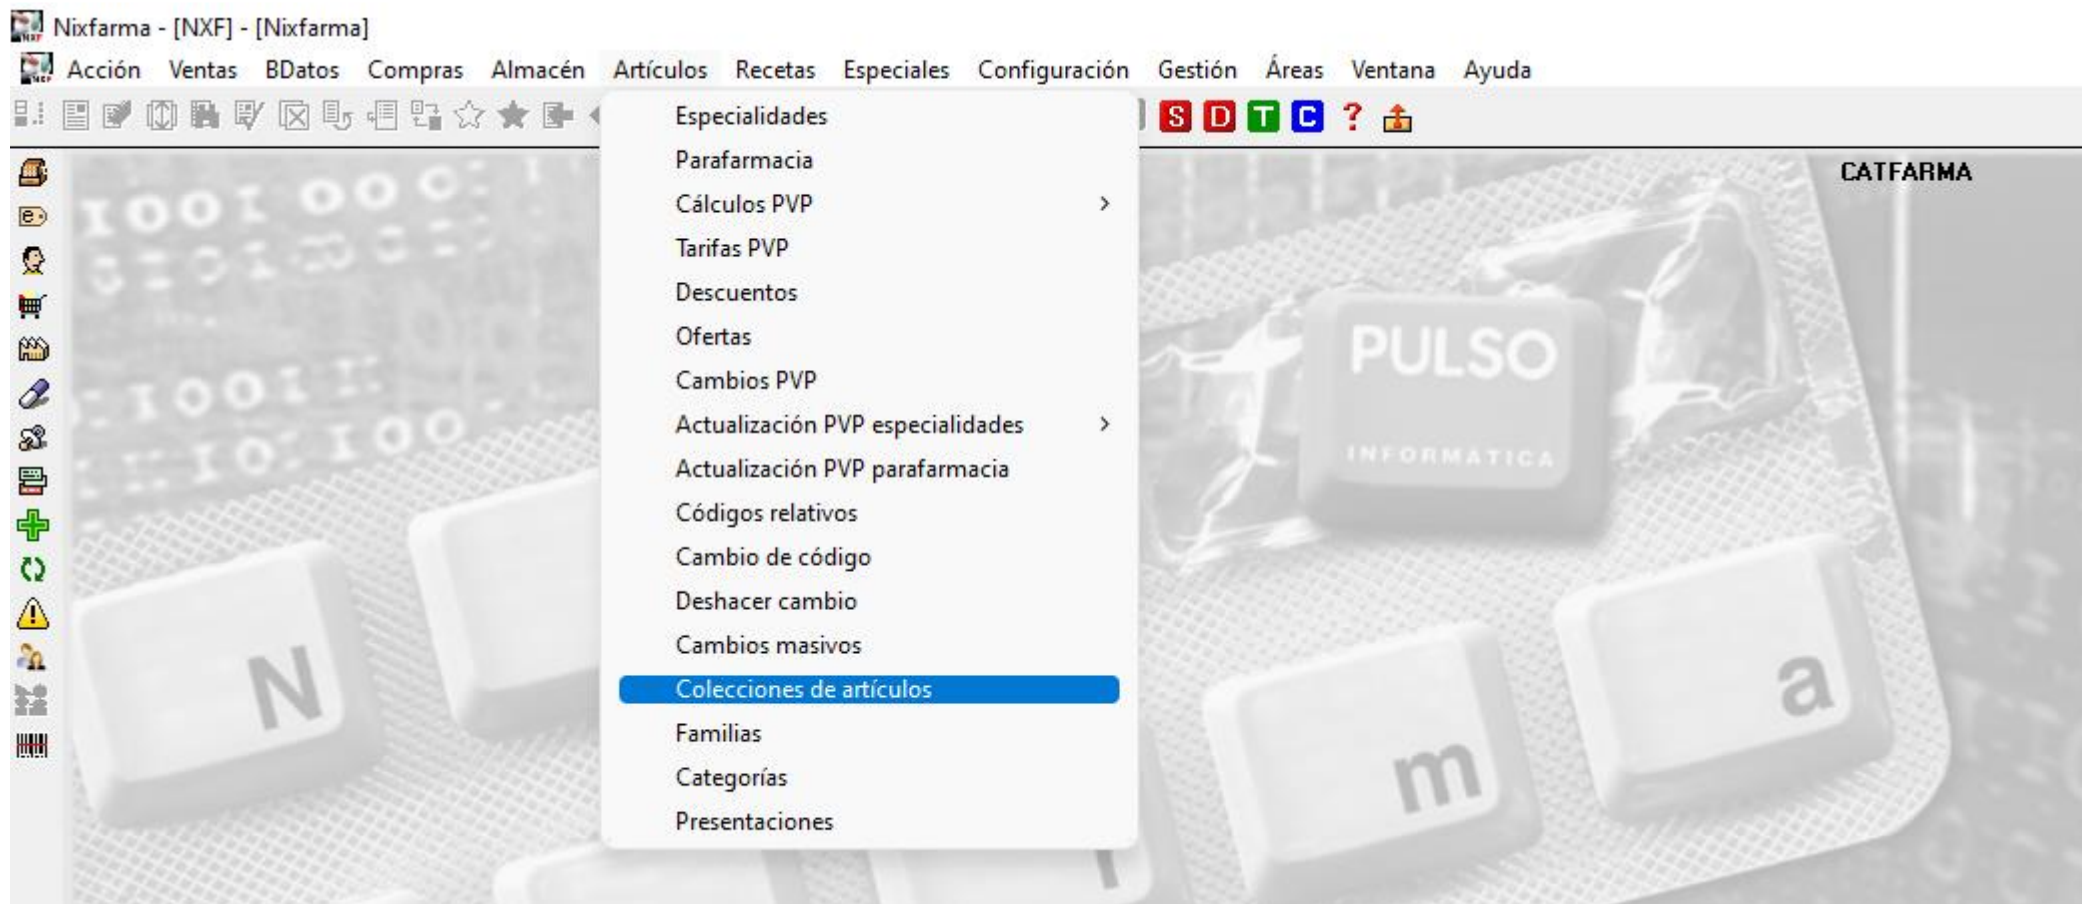 Nixfarma - [NXF] - [Nixfarma]
Acción Ventas BDatos Compras Almacén Artículos Recetas Especiales Configuración Gestión Áreas Ventana Ayuda
S D T C ?
CATFARMA
Especialidades
Parafarmacia
Cálculos PVP >
Tarifas PVP
Descuentos
Ofertas
Cambios PVP
Actualización PVP especialidades >
Actualización PVP parafarmacia
Códigos relativos
Cambio de código
Deshacer cambio
Cambios masivos
Colecciones de artículos
Familias
Categorías
Presentaciones
PULSO
INFORMATICA
N
m
a